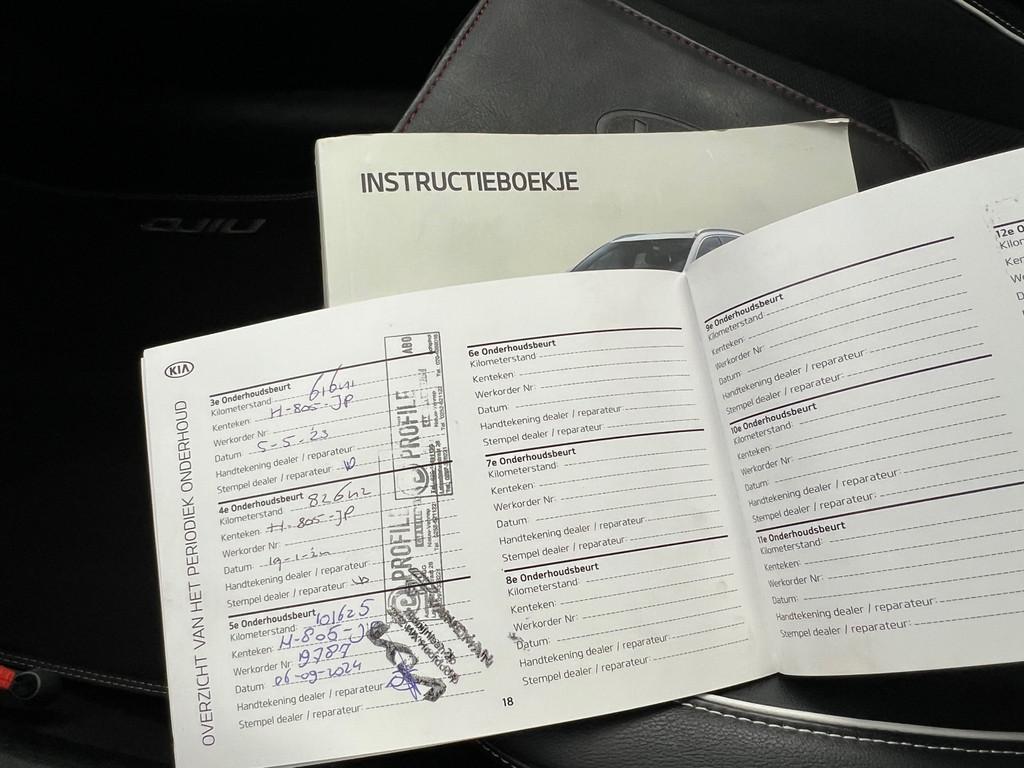 INSTRUCTIEBOEKJE
NIRO
KIA
OVERZICHT VAN HET PERIODIEK ONDERHOUD
3e Onderhoudsbeurt
Kilometerstand
Kenteken: H-805-JP
Werkorder Nr
Datum 5-5-23
Handtekening dealer / reparateur
Stempel dealer / reparateur:
PROFILE
4e Onderhoudsbeurt
Kilometerstand
Kenteken: H-805-JP
Werkorder Nr:
Datum
Handtekening dealer / reparateur
Stempel dealer / reparateur:
PROFILE
5e Onderhoudsbeurt
Kilometerstand: 101625
Kenteken: H-805-JP
Werkorder Nr: 9787
Datum 06-09-2024
Handtekening dealer / reparateur
Stempel dealer / reparateur:
6e Onderhoudsbeurt
Kilometerstand:
Kenteken:
Werkorder Nr:
Datum
Handtekening dealer / reparateur:
Stempel dealer / reparateur:
7e Onderhoudsbeurt
Kilometerstand:
Kenteken:
Werkorder Nr:
Datum:
Handtekening dealer / reparateur:
Stempel dealer / reparateur:
8e Onderhoudsbeurt
Kilometerstand:
Kenteken:
Werkorder Nr:
Datum:
Handtekening dealer / reparateur:
Stempel dealer / reparateur:
18
9e Onderhoudsbeurt
Kilometerstand:
Kenteken:
Werkorder Nr:
Datum:
Handtekening dealer / reparateur:
Stempel dealer / reparateur:
10e Onderhoudsbeurt
Kilometerstand:
Kenteken:
Werkorder Nr:
Datum:
Handtekening dealer / reparateur:
Stempel dealer / reparateur:
11e Onderhoudsbeurt
Kilometerstand:
Kenteken:
Werkorder Nr:
Datum:
Handtekening dealer / reparateur:
Stempel dealer / reparateur:
12e O
Kilor
Ken